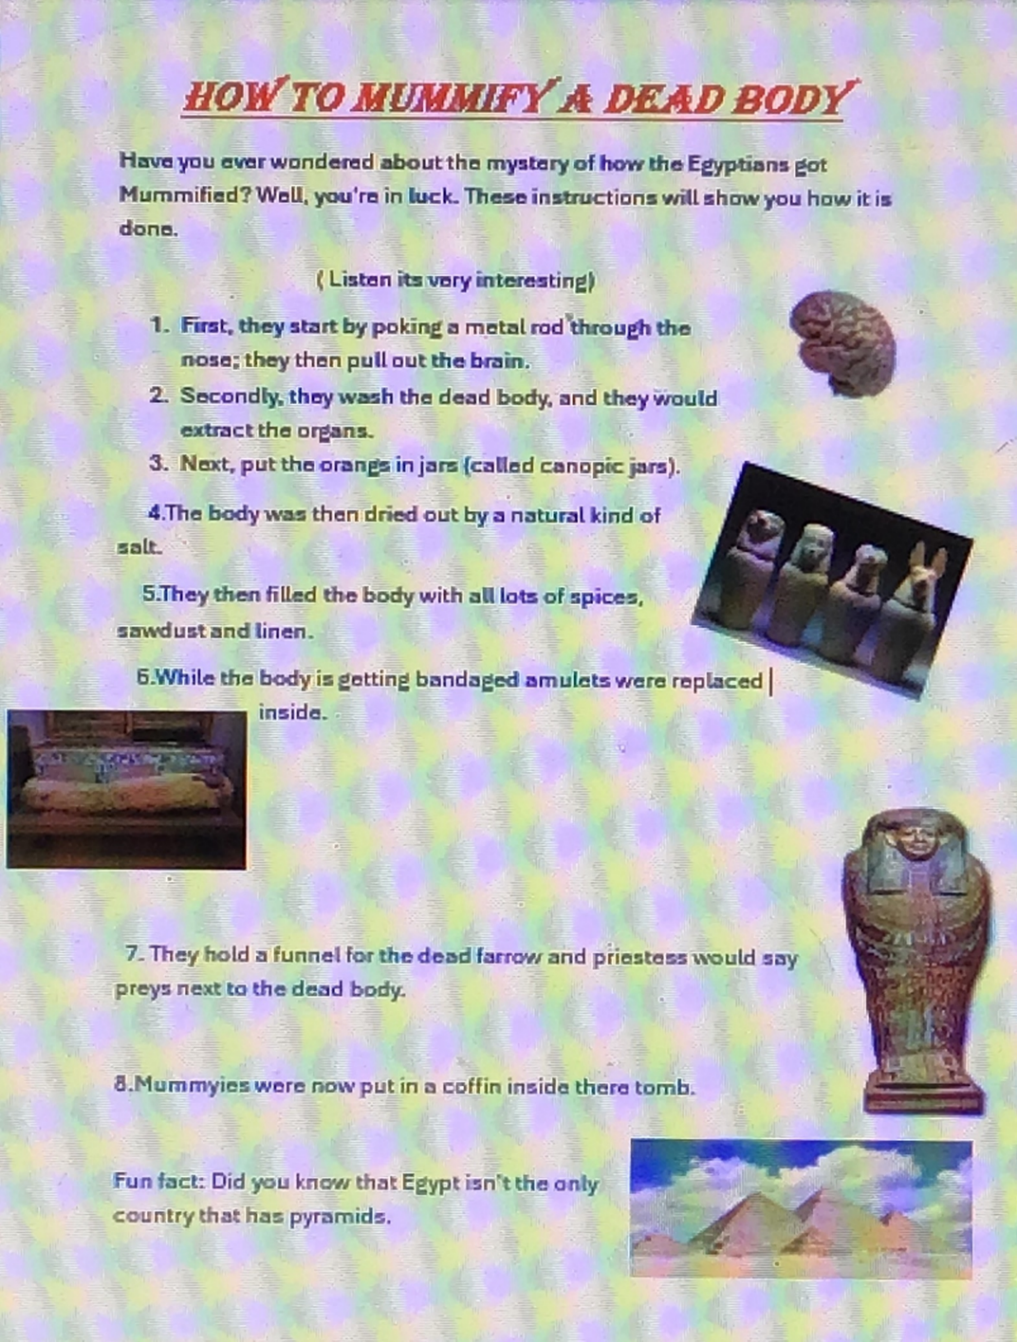 HOW TO MUMMIFY A DEAD BODY
Have you ever wondered about the mystery of how the Egyptians got
Mummified? Well, you're in luck. These instructions will show you how it is
done.
( Listen its very interesting)
1. First, they start by poking a metal rod through the
nose; they then pull out the brain.
2. Secondly, they wash the dead body, and they would
extract the organs.
3. Next, put the orangs in jars (called canopic jars).
4.The body was then dried out by a natural kind of
salt.
5.They then filled the body with all lots of spices,
sawdust and linen.
6.While the body is getting bandaged amulets were replaced
inside.
7. They hold a funnel for the dead farrow and priestess would say
preys next to the dead body.
8.Mummyies were now put in a coffin inside there tomb.
Fun fact: Did you know that Egypt isn't the only
country that has pyramids.